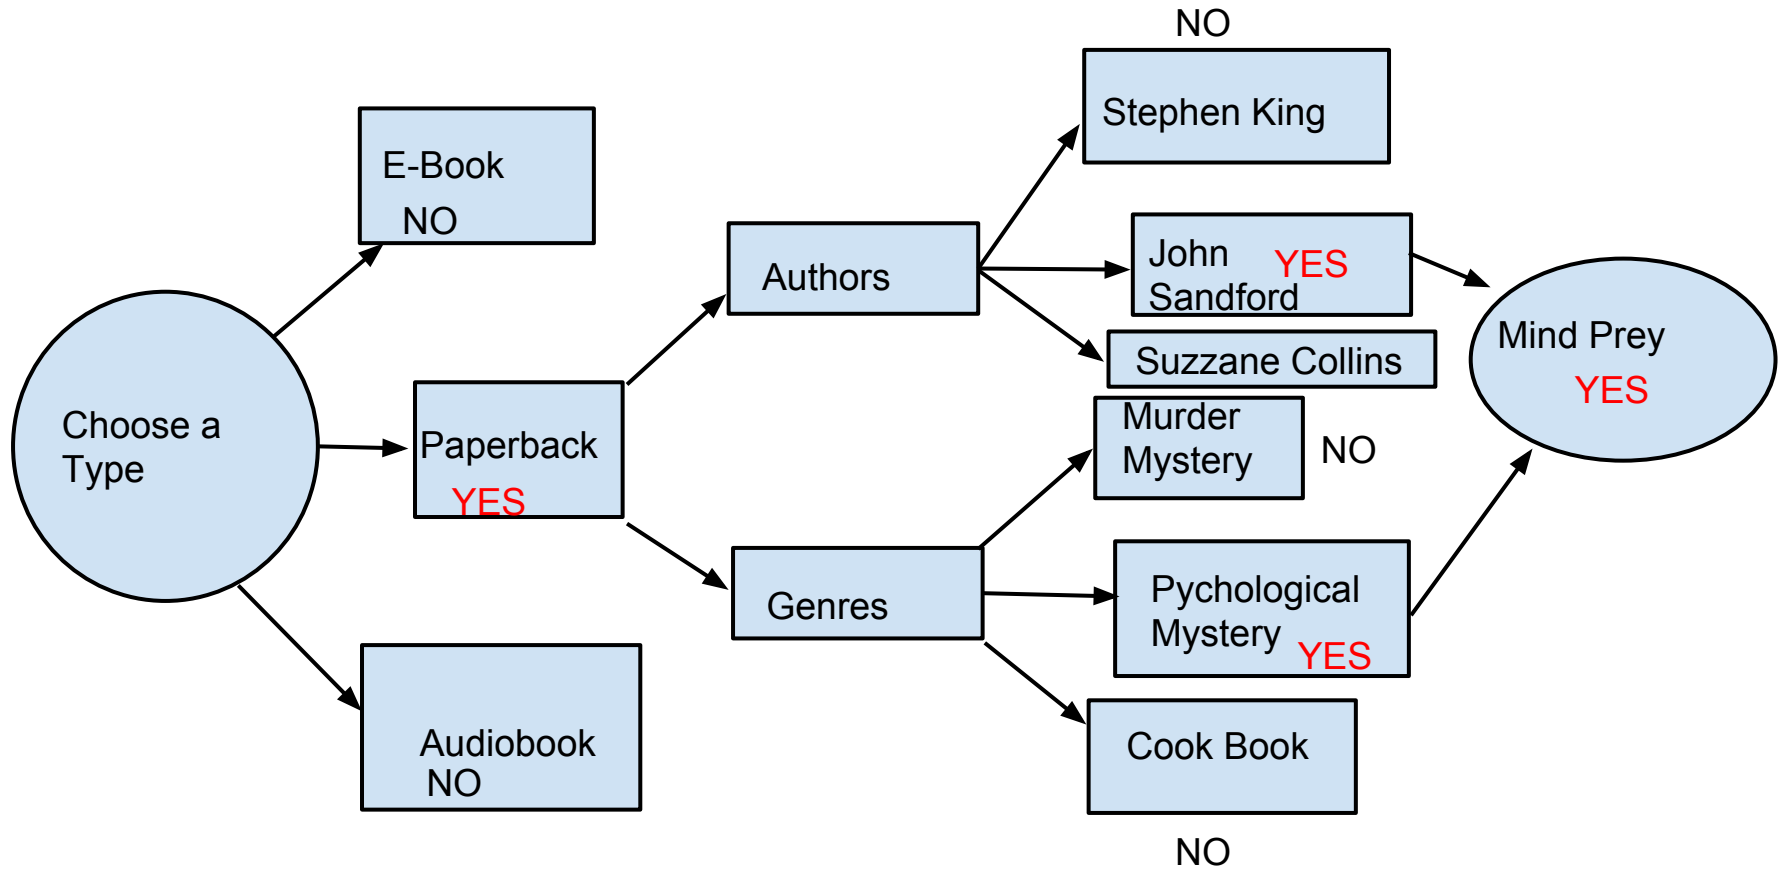 NO
Stephen King
E-Book
NO
Authors
John
Sandford
YES
Suzzane Collins
Mind Prey
YES
Choose a
Type
Paperback
YES
Murder
Mystery
NO
Genres
Pychological
Mystery
YES
Audiobook
NO
Cook Book
NO